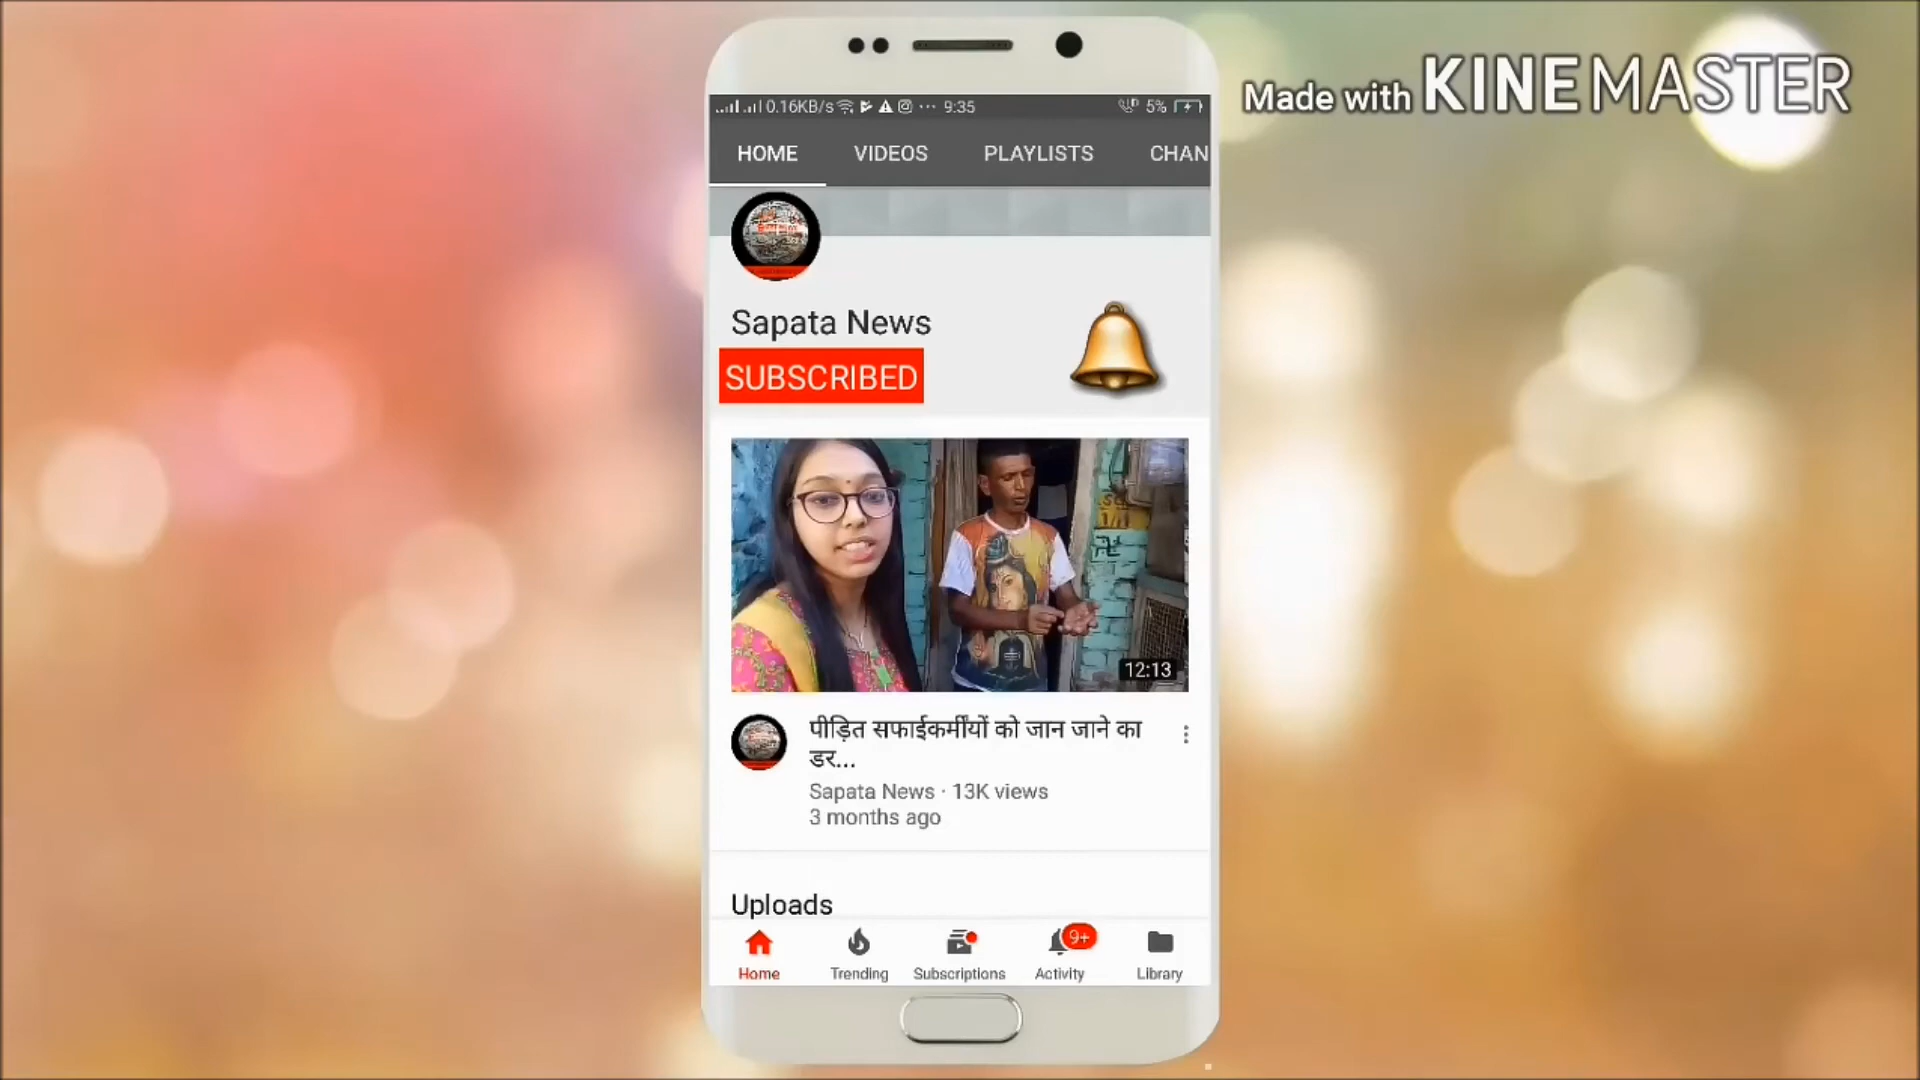 Made with KINEMASTER
0.16KB/s ... 9:35 5%
HOME VIDEOS PLAYLISTS CHAN
Sapata News
SUBSCRIBED
12:13
पीड़ित सफाईकर्मीयों को जान जाने का
डर...
Sapata News · 13K views
3 months ago
Uploads
9+
Home Trending Subscriptions Activity Library